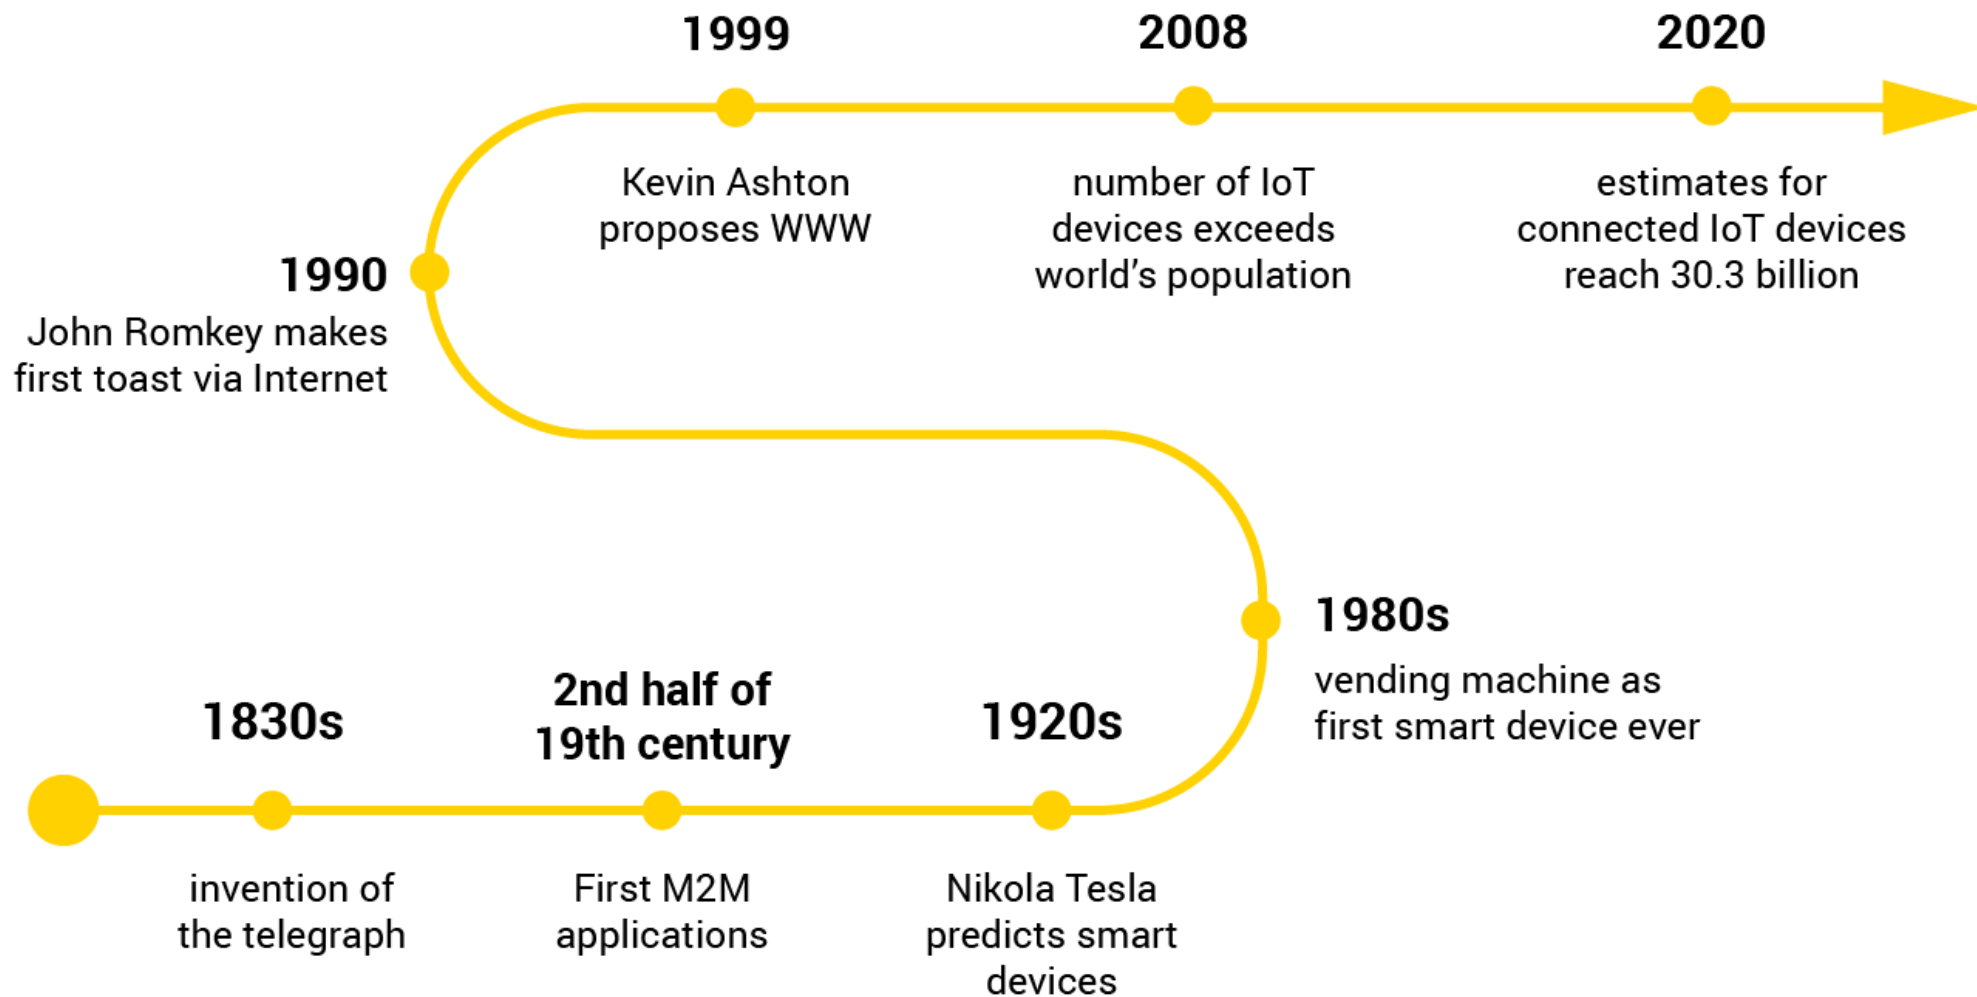 1999
Kevin Ashton
proposes WWW
2008
number of IoT
devices exceeds
world's population
2020
estimates for
connected IoT devices
reach 30.3 billion
1990
John Romkey makes
first toast via Internet
1980s
vending machine as
first smart device ever
1830s
invention of
the telegraph
2nd half of
19th century
First M2M
applications
1920s
Nikola Tesla
predicts smart
devices